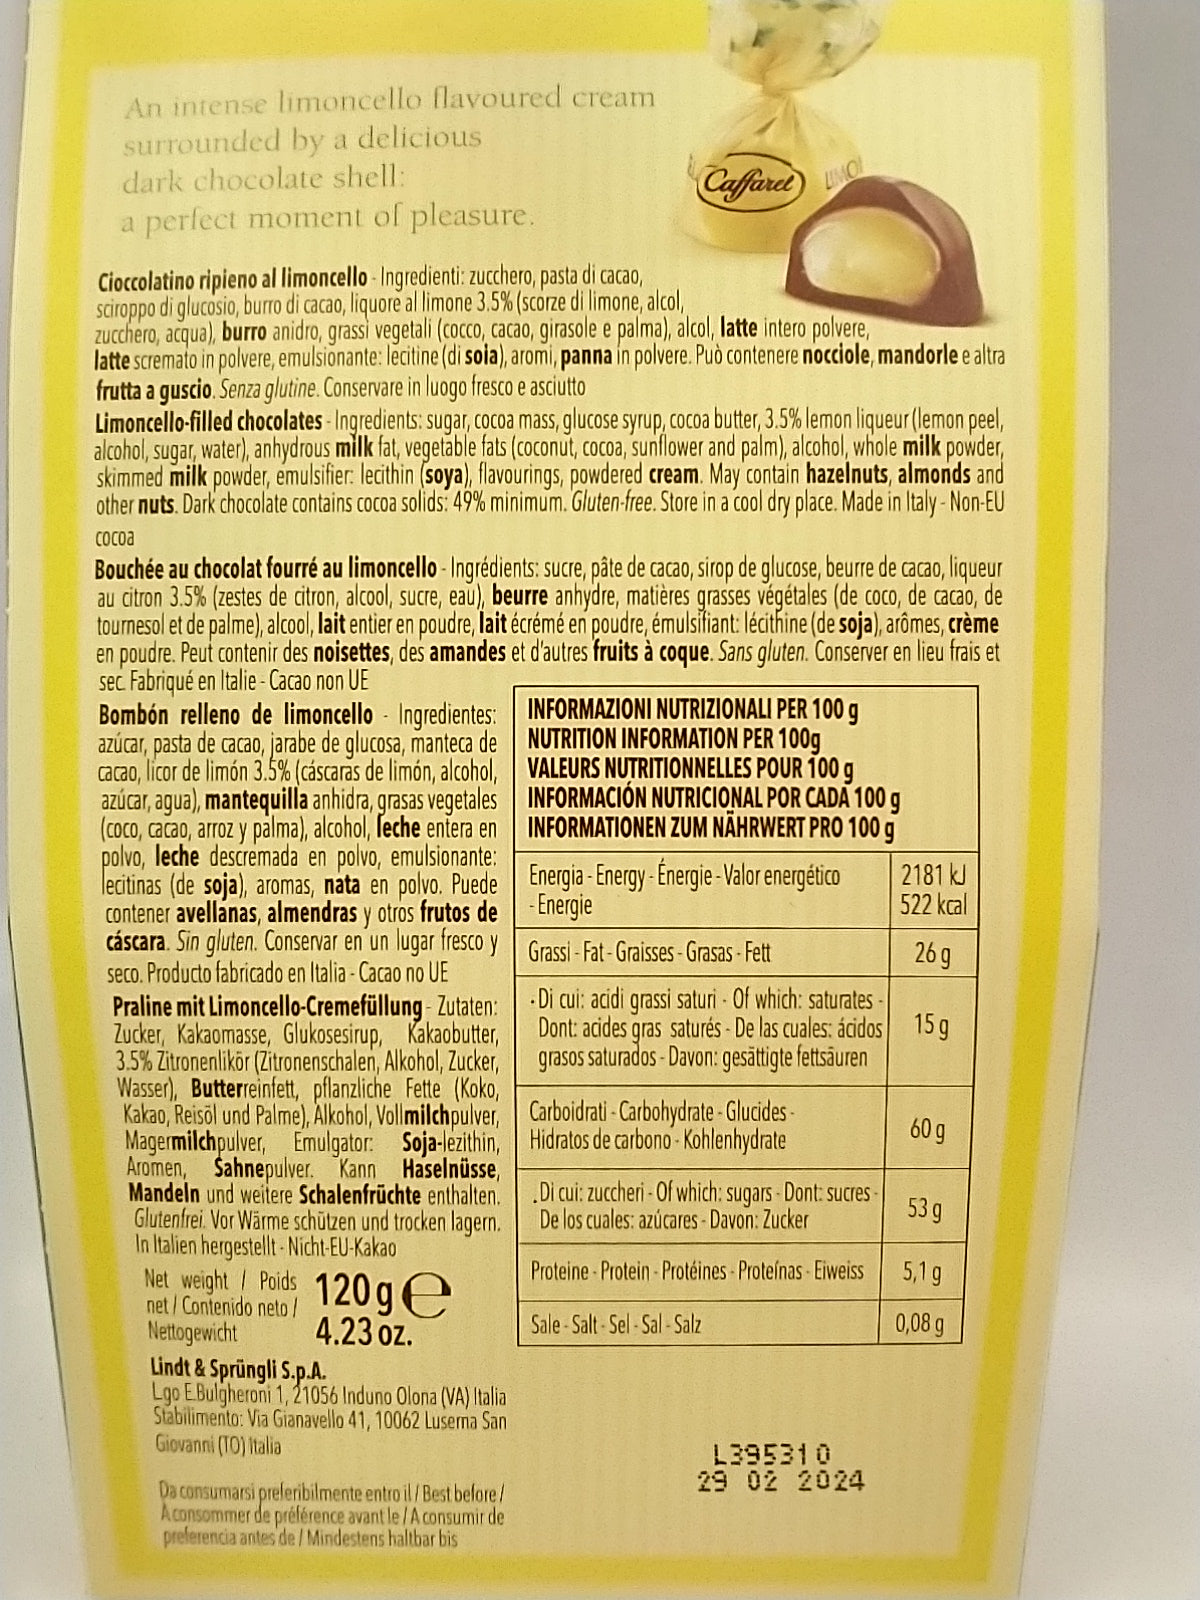 An intense limoncello flavoured cream
surrounded by a delicious
dark chocolate shell:
a perfect moment of pleasure.
Caffarel
LIMO
Cioccolatino ripieno al limoncello - Ingredienti: zucchero, pasta di cacao,
sciroppo di glucosio, burro di cacao, liquore al limone 3.5% (scorze di limone, alcol,
zucchero, acqua), burro anidro, grassi vegetali (cocco, cacao, girasole e palma), alcol, latte intero polvere,
latte scremato in polvere, emulsionante: lecitine (di soia), aromi, panna in polvere. Può contenere nocciole, mandorle e altra
frutta a guscio. Senza glutine. Conservare in luogo fresco e asciutto
Limoncello-filled chocolates - Ingredients: sugar, cocoa mass, glucose syrup, cocoa butter, 3.5% lemon liqueur (lemon peel,
alcohol, sugar, water), anhydrous milk fat, vegetable fats (coconut, cocoa, sunflower and palm), alcohol, whole milk powder,
skimmed milk powder, emulsifier: lecithin (soya), flavourings, powdered cream. May contain hazelnuts, almonds and
other nuts. Dark chocolate contains cocoa solids: 49% minimum. Gluten-free. Store in a cool dry place. Made in Italy - Non-EU
cocoa
Bouchée au chocolat fourré au limoncello - Ingrédients: sucre, pâte de cacao, sirop de glucose, beurre de cacao, liqueur
au citron 3.5% (zestes de citron, alcool, sucre, eau), beurre anhydre, matières grasses végétales (de coco, de cacao, de
tournesol et de palme), alcool, lait entier en poudre, lait écrémé en poudre, émulsifiant: lécithine (de soja), arômes, crème
en poudre. Peut contenir des noisettes, des amandes et d'autres fruits à coque. Sans gluten. Conserver en lieu frais et
sec. Fabriqué en Italie - Cacao non UE
Bombón relleno de limoncello - Ingredientes:
azúcar, pasta de cacao, jarabe de glucosa, manteca de
cacao, licor de limón 3.5% (cáscaras de limón, alcohol,
azúcar, agua), mantequilla anhidra, grasas vegetales
(coco, cacao, arroz y palma), alcohol, leche entera en
polvo, leche descremada en polvo, emulsionante:
lecitinas (de soja), aromas, nata en polvo. Puede
contener avellanas, almendras y otros frutos de
cáscara. Sin gluten. Conservar en un lugar fresco y
seco. Producto fabricado en Italia - Cacao no UE
Praline mit Limoncello-Cremefüllung - Zutaten:
Zucker, Kakaomasse, Glukosesirup, Kakaobutter,
3.5% Zitronenlikör (Zitronenschalen, Alkohol, Zucker,
Wasser), Butterreinfett, pflanzliche Fette (Koko,
Kakao, Reisöl und Palme), Alkohol, Vollmilchpulver,
Magermilchpulver, Emulgator: Soja-lezithin,
Aromen, Sahnepulver. Kann Haselnüsse,
Mandeln und weitere Schalenfrüchte enthalten.
Glutenfrei. Vor Wärme schützen und trocken lagern.
In Italien hergestellt - Nicht-EU-Kakao
Net weight / Poids
net / Contenido neto /
Nettogewicht
120 g e
4.23 oz.
Lindt & Sprüngli S.p.A.
Lgo E.Bulgheroni 1, 21056 Induno Olona (VA) Italia
Stabilimento: Via Gianavello 41, 10062 Luserna San
Giovanni (TO) Italia
Da consumarsi preferibilmente entro il / Best before /
A consommer de préférence avant le / A consumir de
preferencia antes de / Mindestens haltbar bis
INFORMAZIONI NUTRIZIONALI PER 100 g
NUTRITION INFORMATION PER 100g
VALEURS NUTRITIONNELLES POUR 100 g
INFORMACIÓN NUTRICIONAL POR CADA 100 g
INFORMATIONEN ZUM NÄHRWERT PRO 100 g
Energia - Energy - Énergie - Valor energético
- Energie
2181 kJ
522 kcal
Grassi - Fat - Graisses - Grasas - Fett
26 g
· Di cui: acidi grassi saturi - Of which: saturates -
Dont: acides gras saturés - De las cuales: ácidos
grasos saturados - Davon: gesättigte fettsäuren
15 g
Carboidrati - Carbohydrate - Glucides -
Hidratos de carbono - Kohlenhydrate
60 g
. Di cui: zuccheri - Of which: sugars - Dont: sucres -
De los cuales: azúcares - Davon: Zucker
53 g
Proteine - Protein - Protéines - Proteínas - Eiweiss
5,1 g
Sale - Salt - Sel - Sal - Salz
0,08 g
L395310
29 02 2024